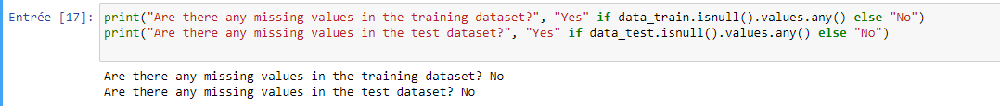 Entrée [17]: print("Are there any missing values in the training dataset?", "Yes" if data_train.isnull().values.any() else "No")
print("Are there any missing values in the test dataset?", "Yes" if data_test.isnull().values.any() else "No")
Are there any missing values in the training dataset? No
Are there any missing values in the test dataset? No